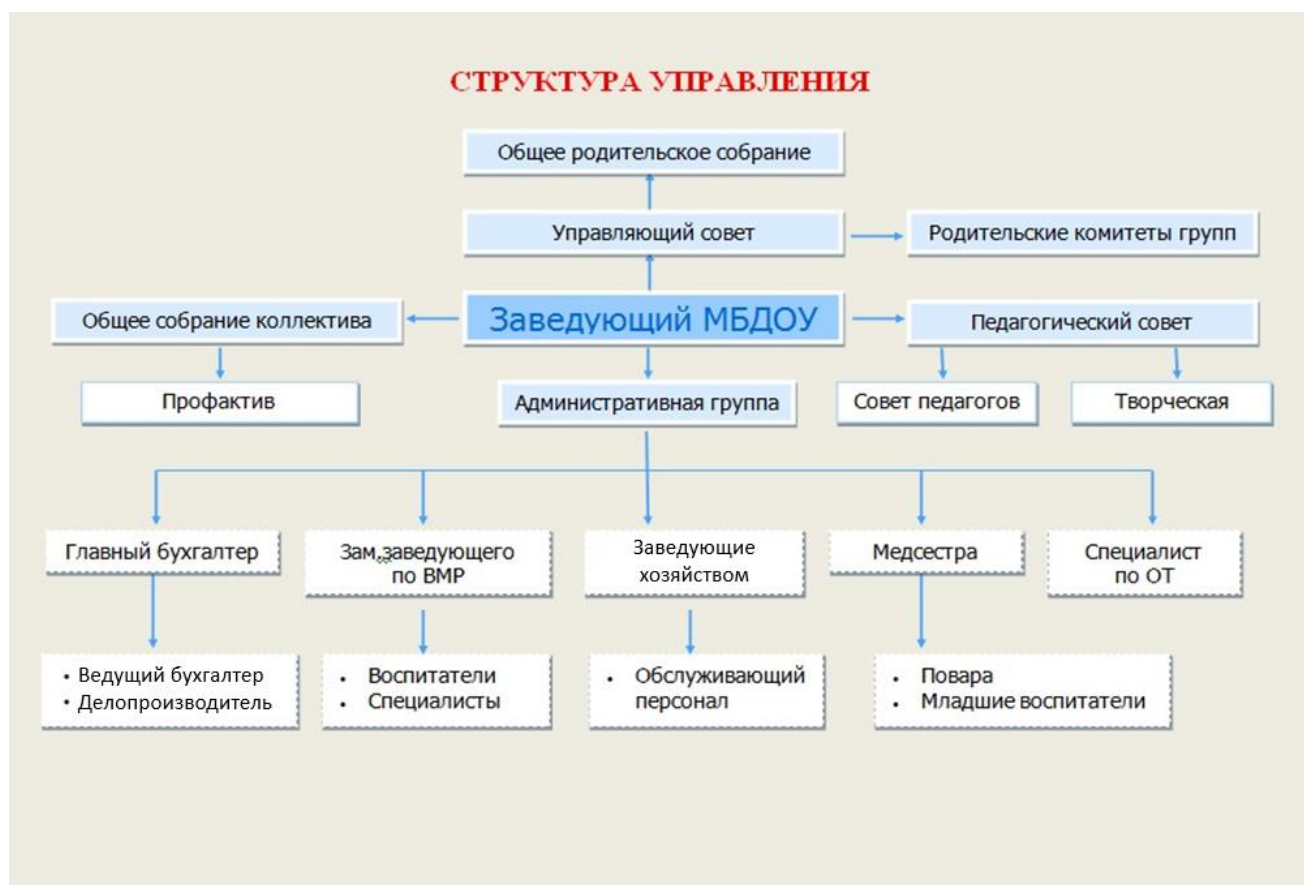 СТРУКТУРА УПРАВЛЕНИЯ
Общее родительское собрание
Управляющий совет
Родительские комитеты групп
Общее собрание коллектива
Заведующий МБДОУ
Педагогический совет
Профактив
Административная группа
Совет педагогов
Творческая
Главный бухгалтер
Зам.заведующего
по ВМР
Заведующие
хозяйством
Медсестра
Специалист
по ОТ
• Ведущий бухгалтер
• Делопроизводитель
• Воспитатели
• Специалисты
• Обслуживающий
персонал
• Повара
• Младшие воспитатели